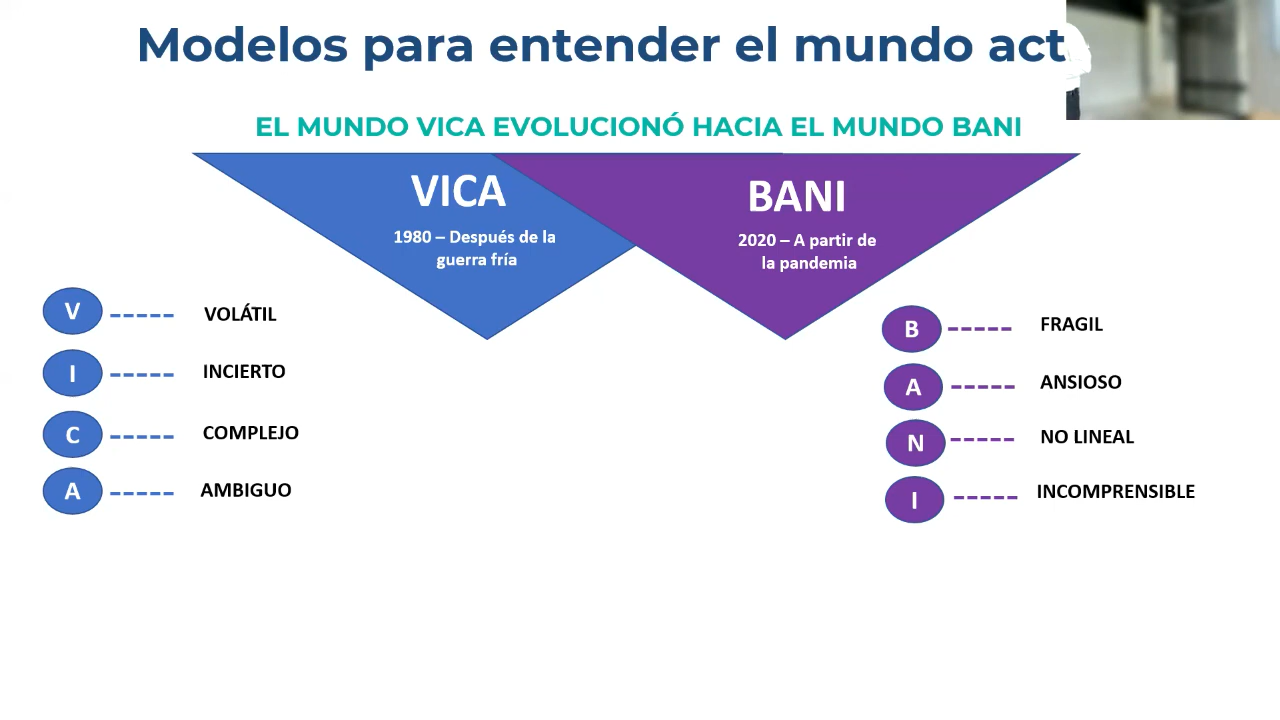 Modelos para entender el mundo act
EL MUNDO VICA EVOLUCIONÓ HACIA EL MUNDO BANI
VICA
1980 – Después de la
guerra fría
BANI
2020 – A partir de
la pandemia
V ----- VOLÁTIL
I ----- INCIERTO
C ----- COMPLEJO
A ----- AMBIGUO
B ----- FRAGIL
A ----- ANSIOSO
N ----- NO LINEAL
I ----- INCOMPRENSIBLE